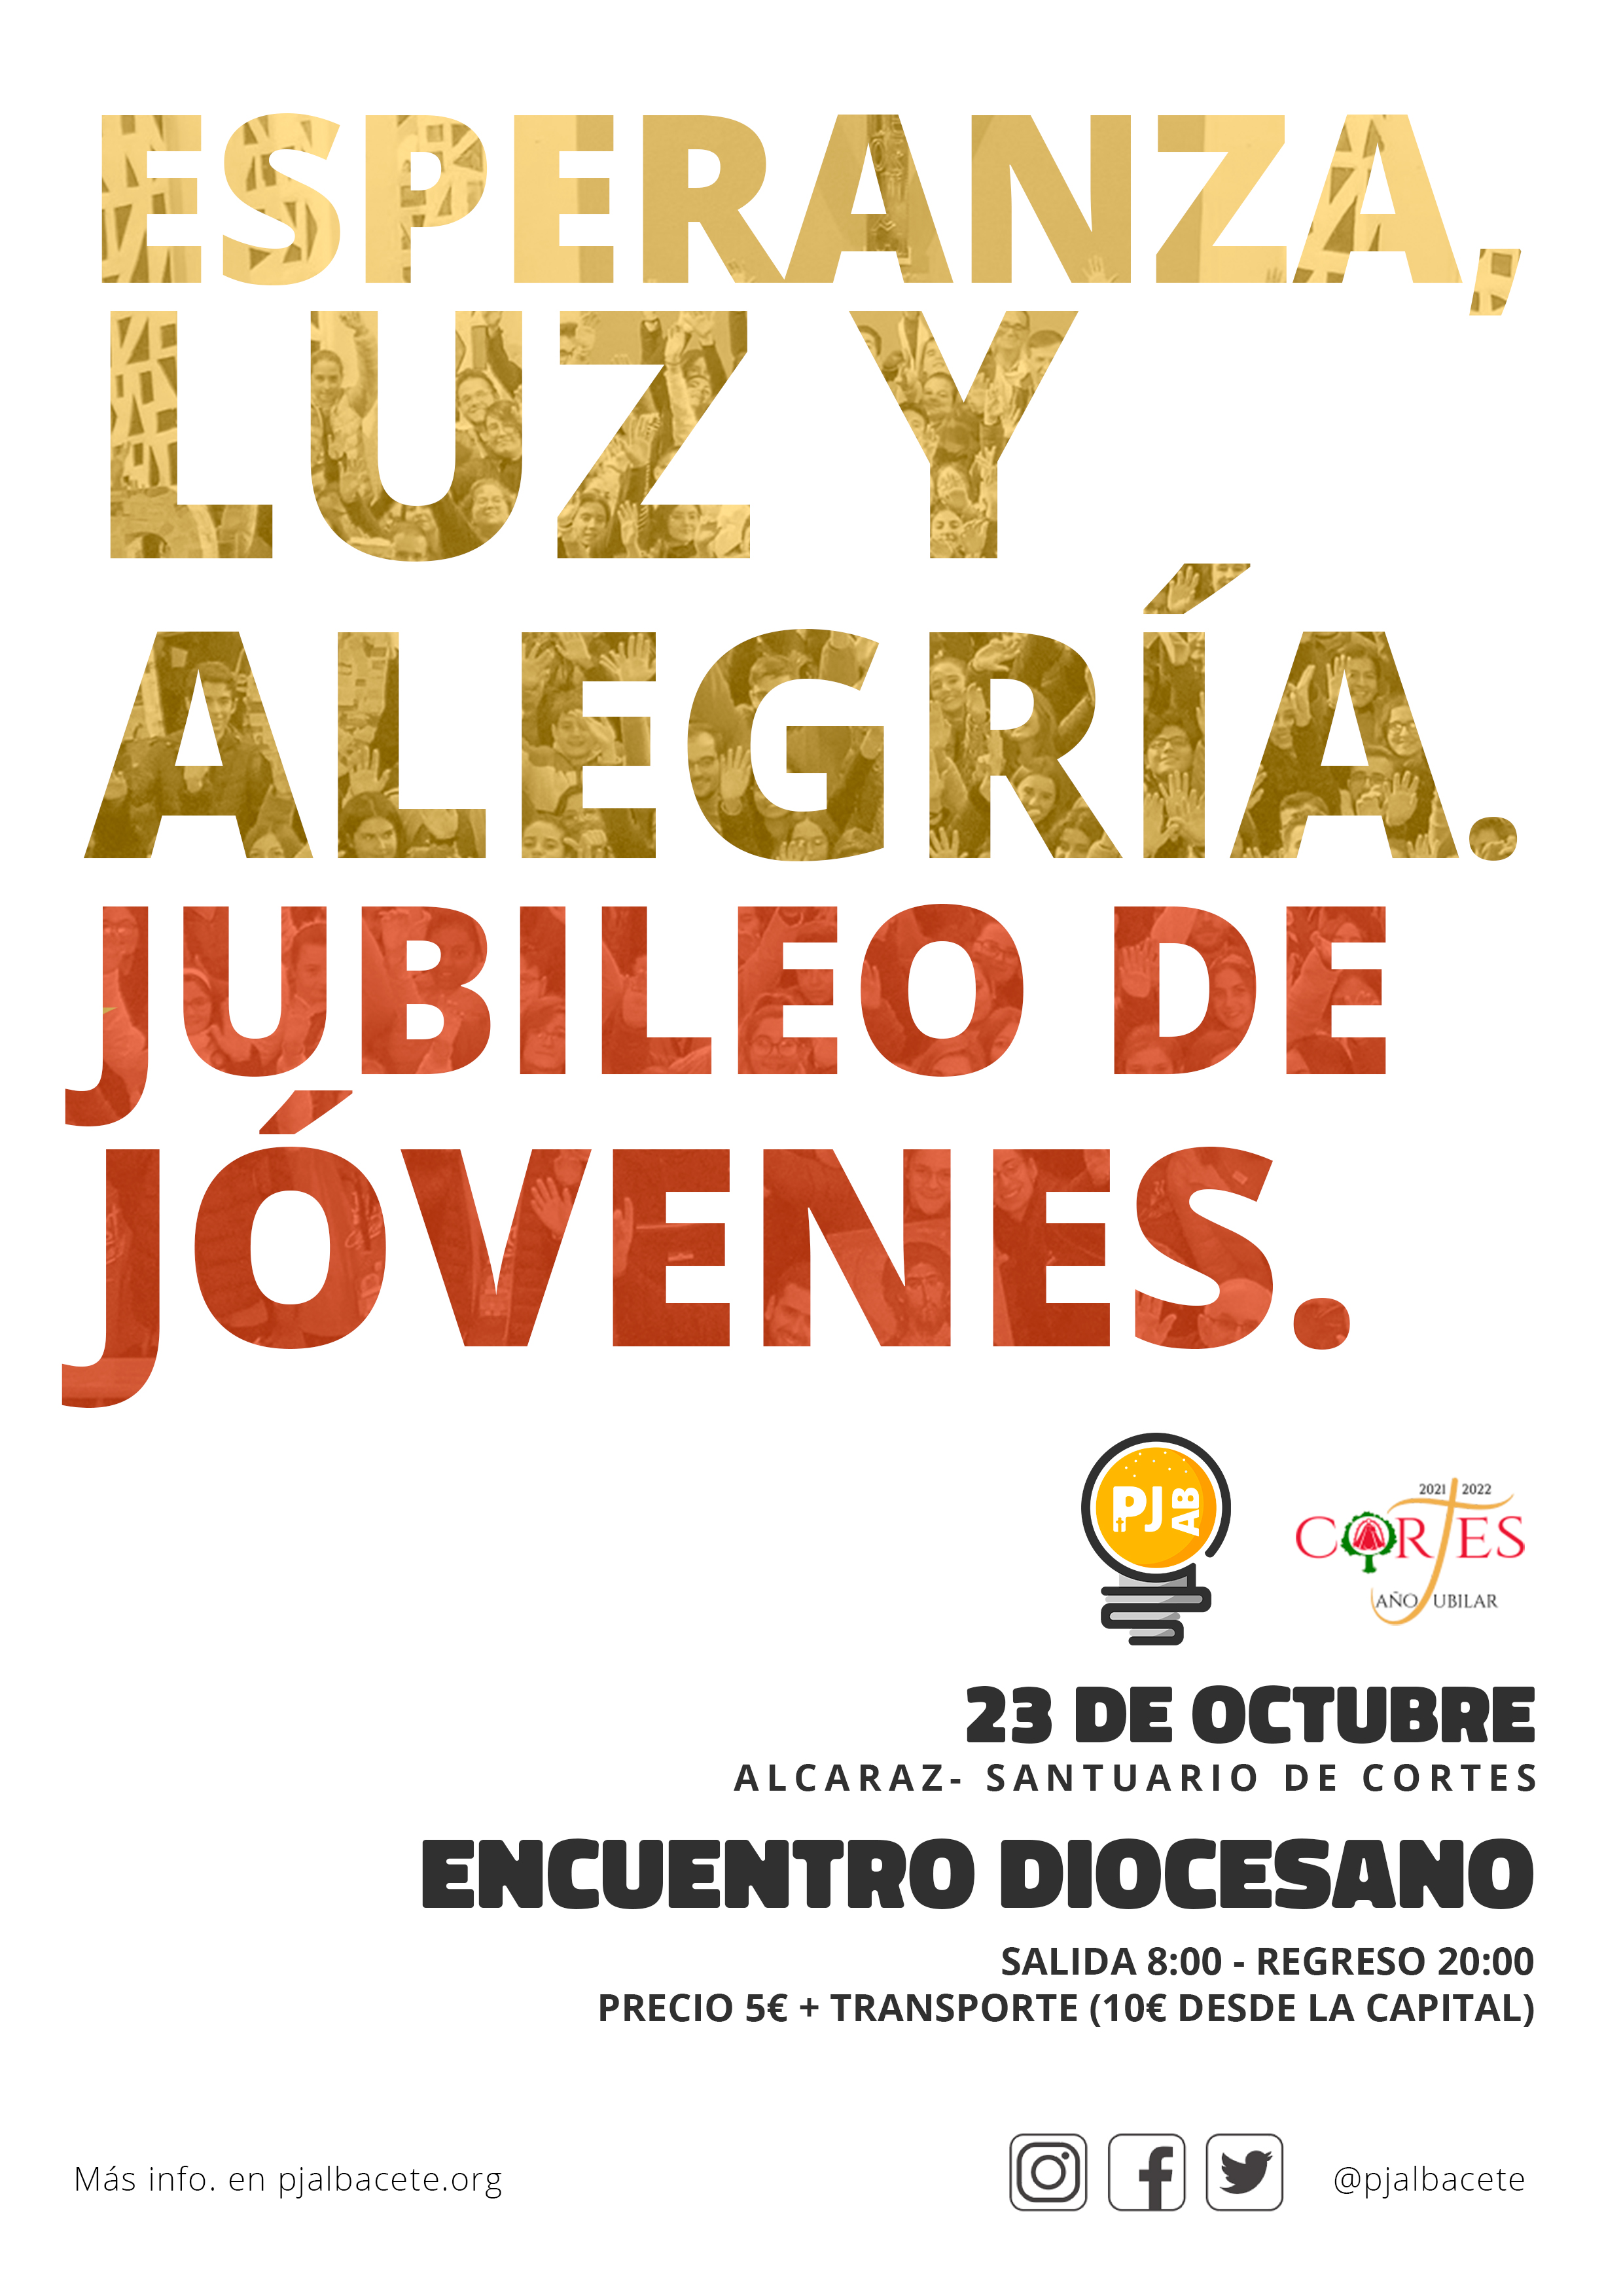 ESPERANZA,
LUZ Y
ALEGRÍA.
JUBILEO DE
JÓVENES.
PJ AB
2021 2022
CORTES
AÑO JUBILAR
23 DE OCTUBRE
ALCARAZ- SANTUARIO DE CORTES
ENCUENTRO DIOCESANO
SALIDA 8:00 - REGRESO 20:00
PRECIO 5€ + TRANSPORTE (10€ DESDE LA CAPITAL)
Más info. en pjalbacete.org
@pjalbacete